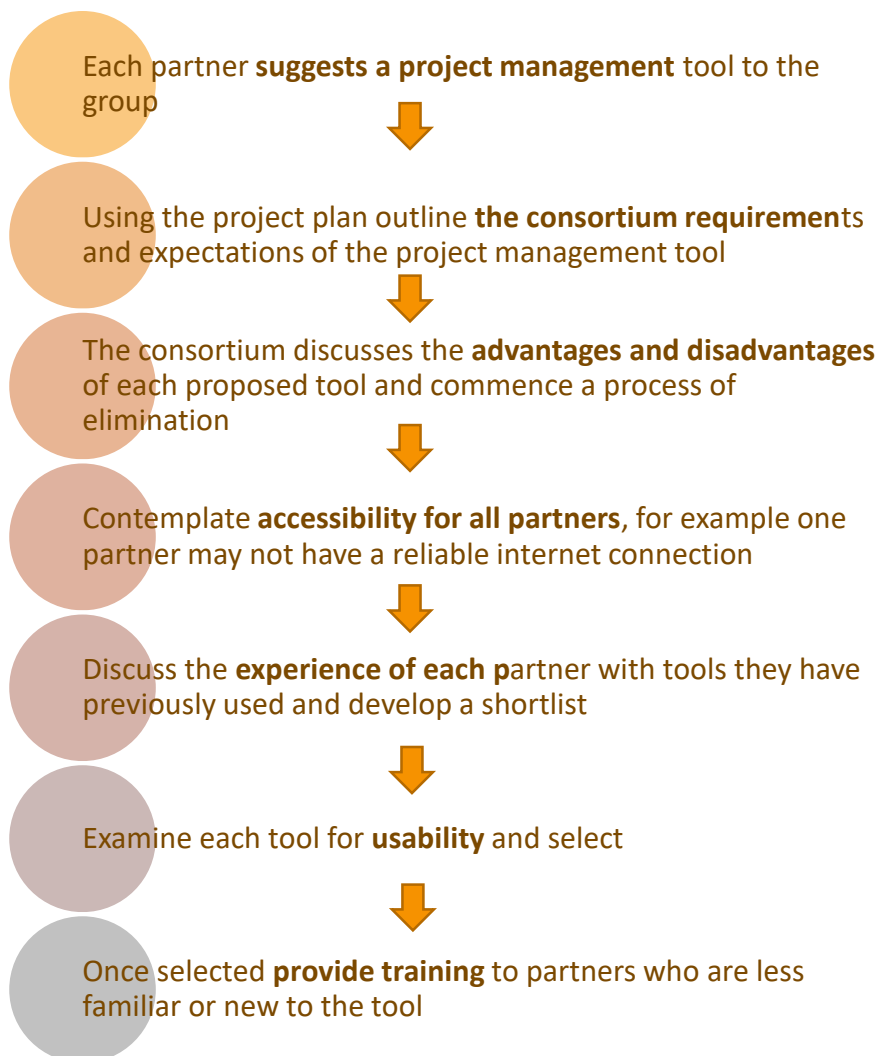 Each partner suggests a project management tool to the
group
Using the project plan outline the consortium requirements
and expectations of the project management tool
The consortium discusses the advantages and disadvantages
of each proposed tool and commence a process of
elimination
Contemplate accessibility for all partners, for example one
partner may not have a reliable internet connection
Discuss the experience of each partner with tools they have
previously used and develop a shortlist
Examine each tool for usability and select
Once selected provide training to partners who are less
familiar or new to the tool